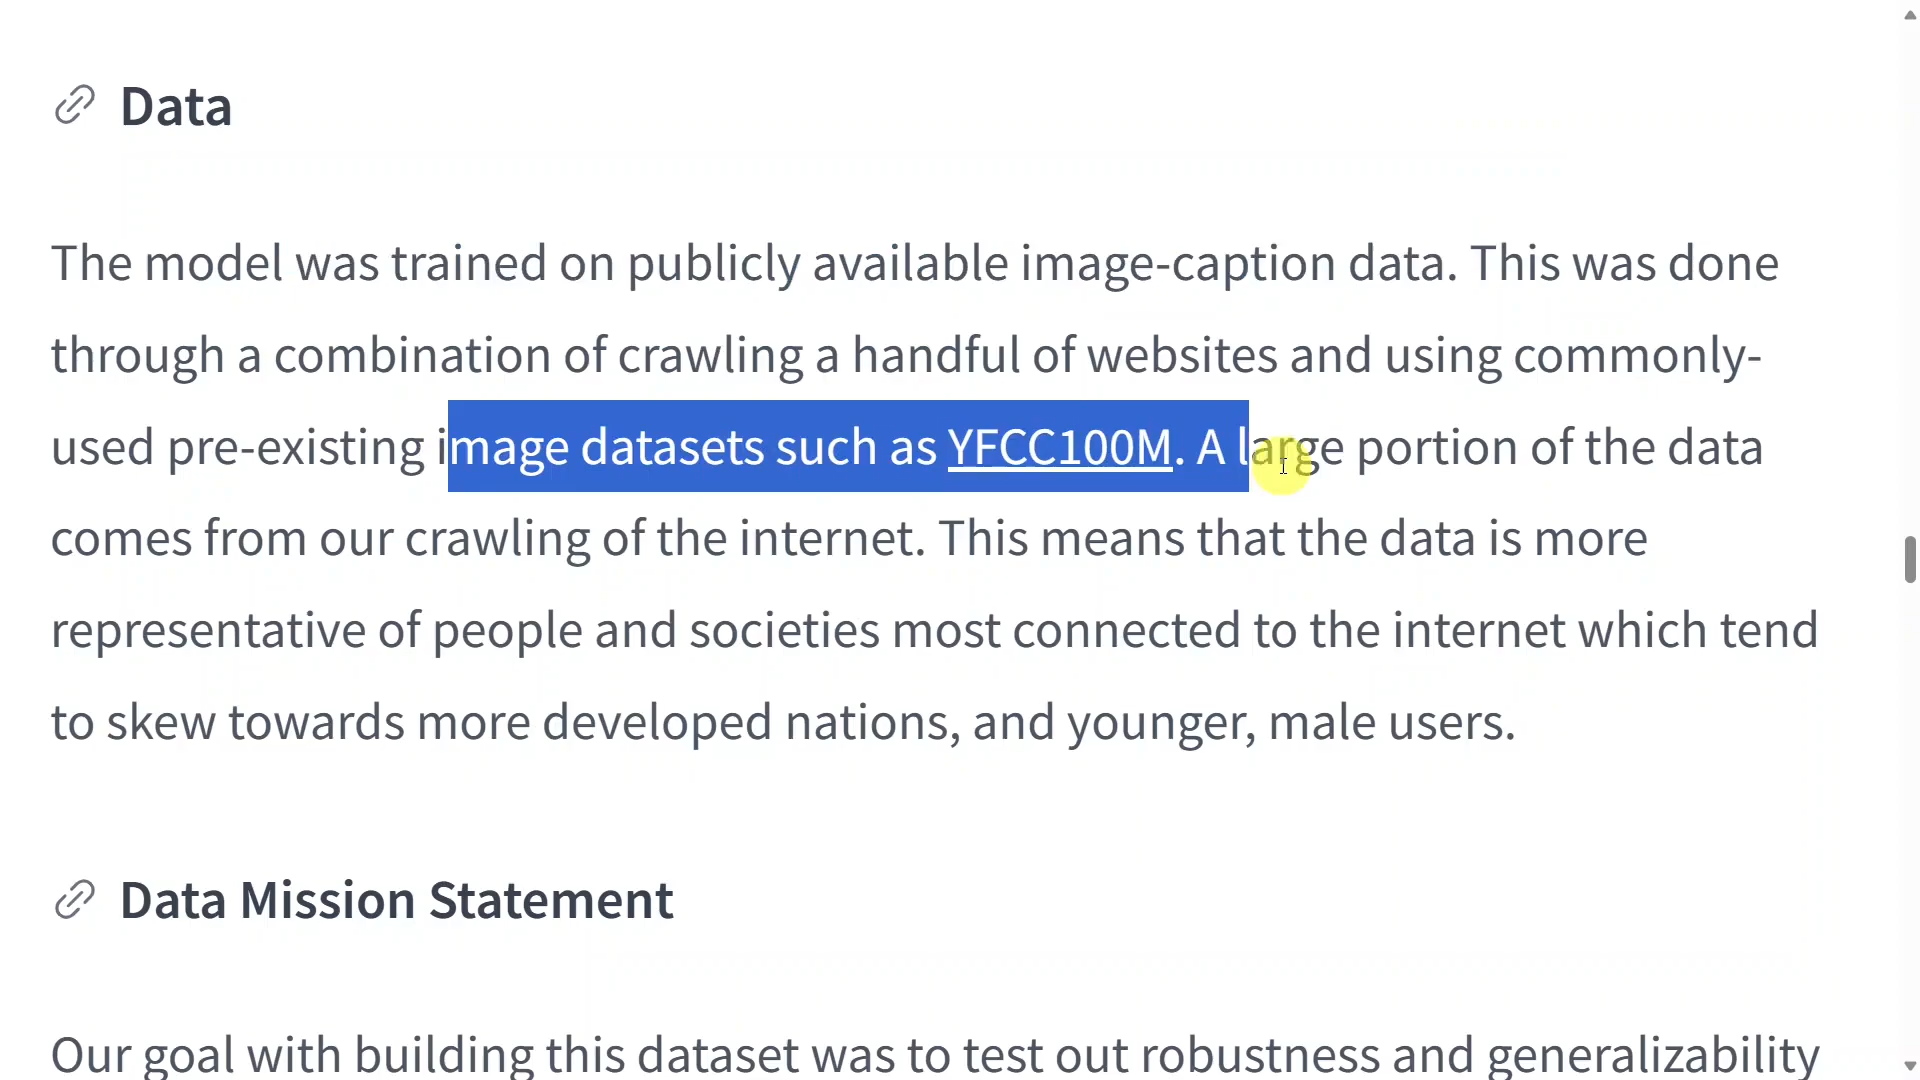 Data
The model was trained on publicly available image-caption data. This was done
through a combination of crawling a handful of websites and using commonly-
used pre-existing image datasets such as YFCC100M. A large portion of the data
comes from our crawling of the internet. This means that the data is more
representative of people and societies most connected to the internet which tend
to skew towards more developed nations, and younger, male users.
Data Mission Statement
Our goal with building this dataset was to test out robustness and generalizability